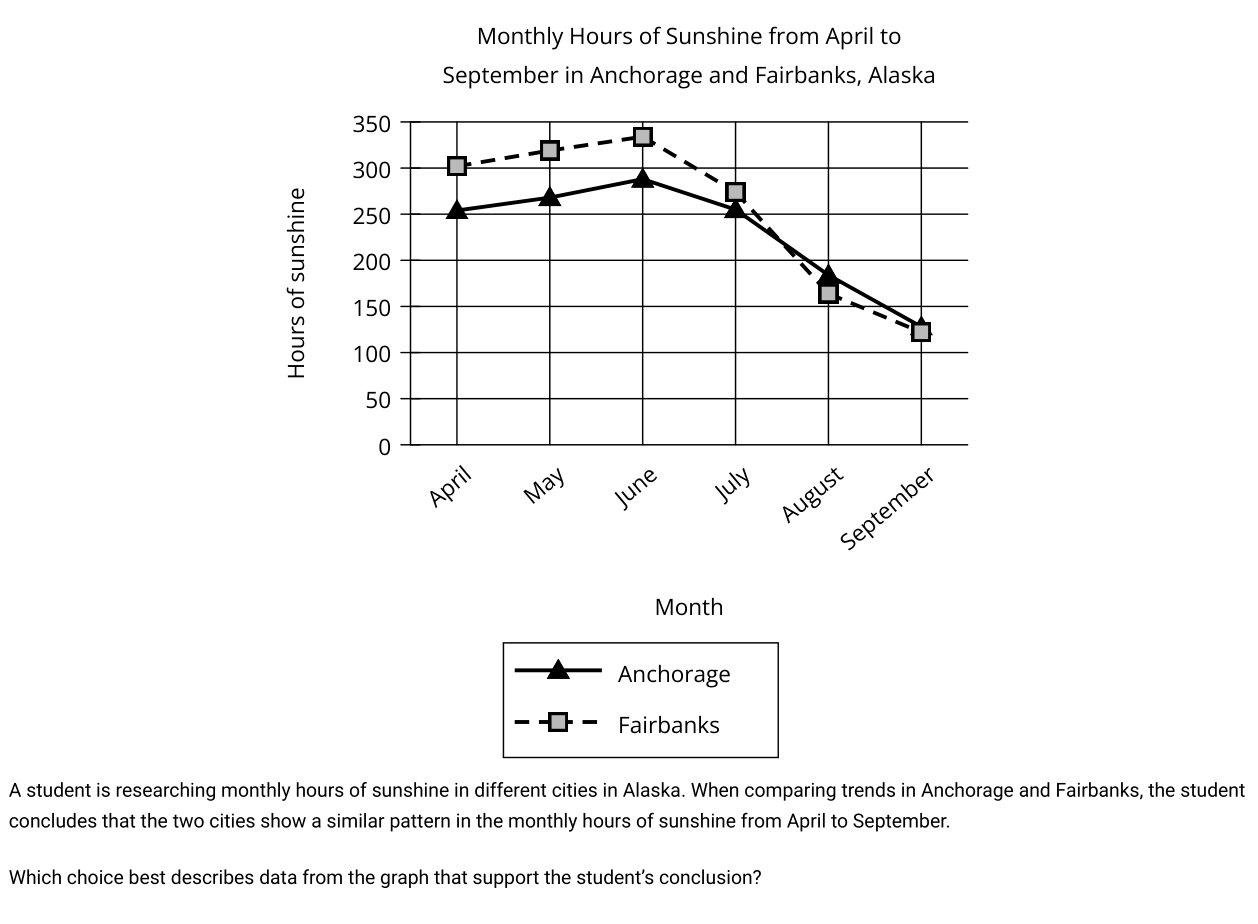 Monthly Hours of Sunshine from April to
September in Anchorage and Fairbanks, Alaska
350
300
250
200
150
100
50
0
Hours of sunshine
April
May
June
July
August
September
Month
Anchorage
Fairbanks
A student is researching monthly hours of sunshine in different cities in Alaska. When comparing trends in Anchorage and Fairbanks, the student
concludes that the two cities show a similar pattern in the monthly hours of sunshine from April to September.
Which choice best describes data from the graph that support the student’s conclusion?